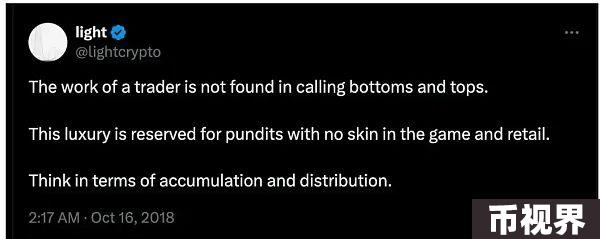 light
@lightcrypto
The work of a trader is not found in calling bottoms and tops.
This luxury is reserved for pundits with no skin in the game and retail.
Think in terms of accumulation and distribution.
2:17 AM · Oct 16, 2018
币视界